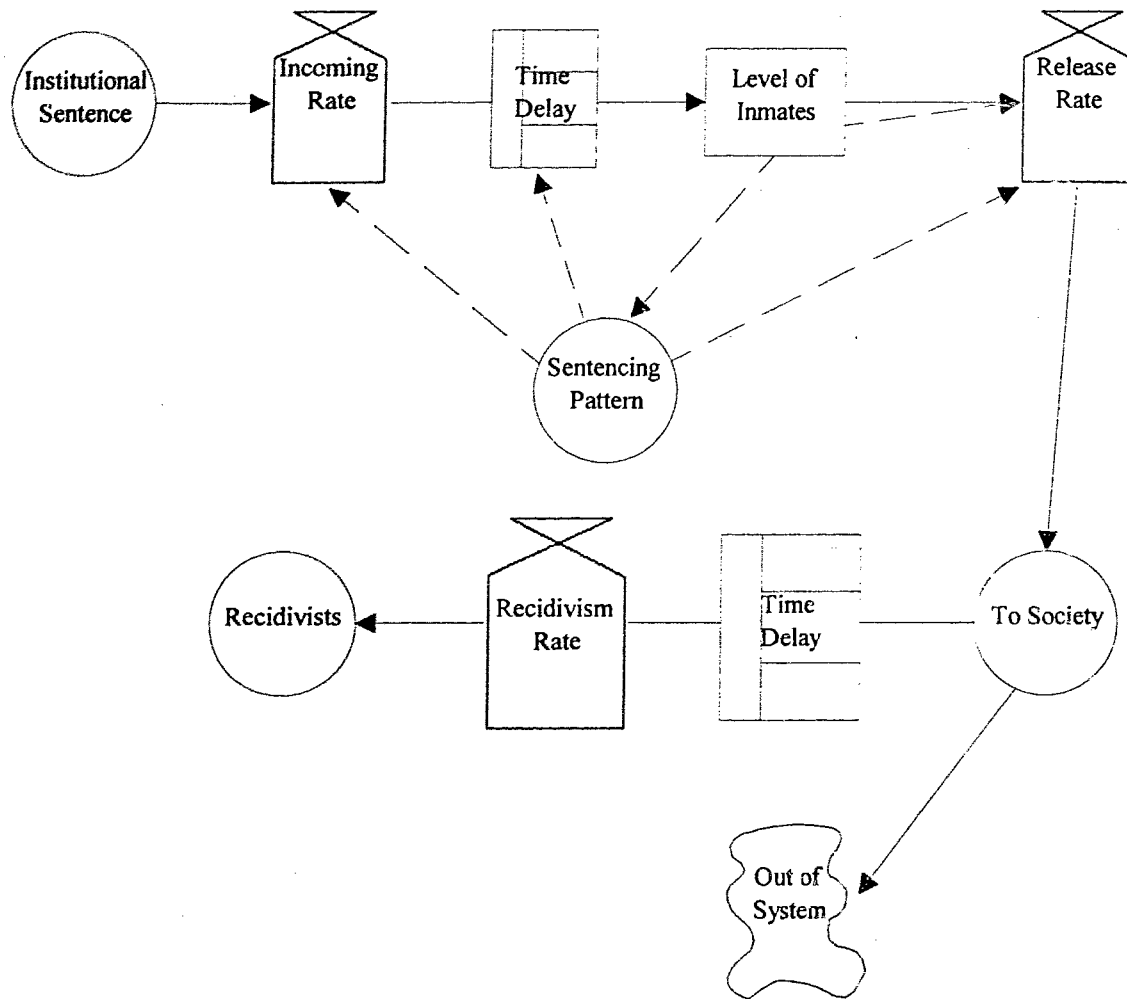 Institutional
Sentence
Incoming
Rate
Time
Delay
Level of
Inmates
Release
Rate
Sentencing
Pattern
Recidivists
Recidivism
Rate
Time
Delay
To Society
Out of
System